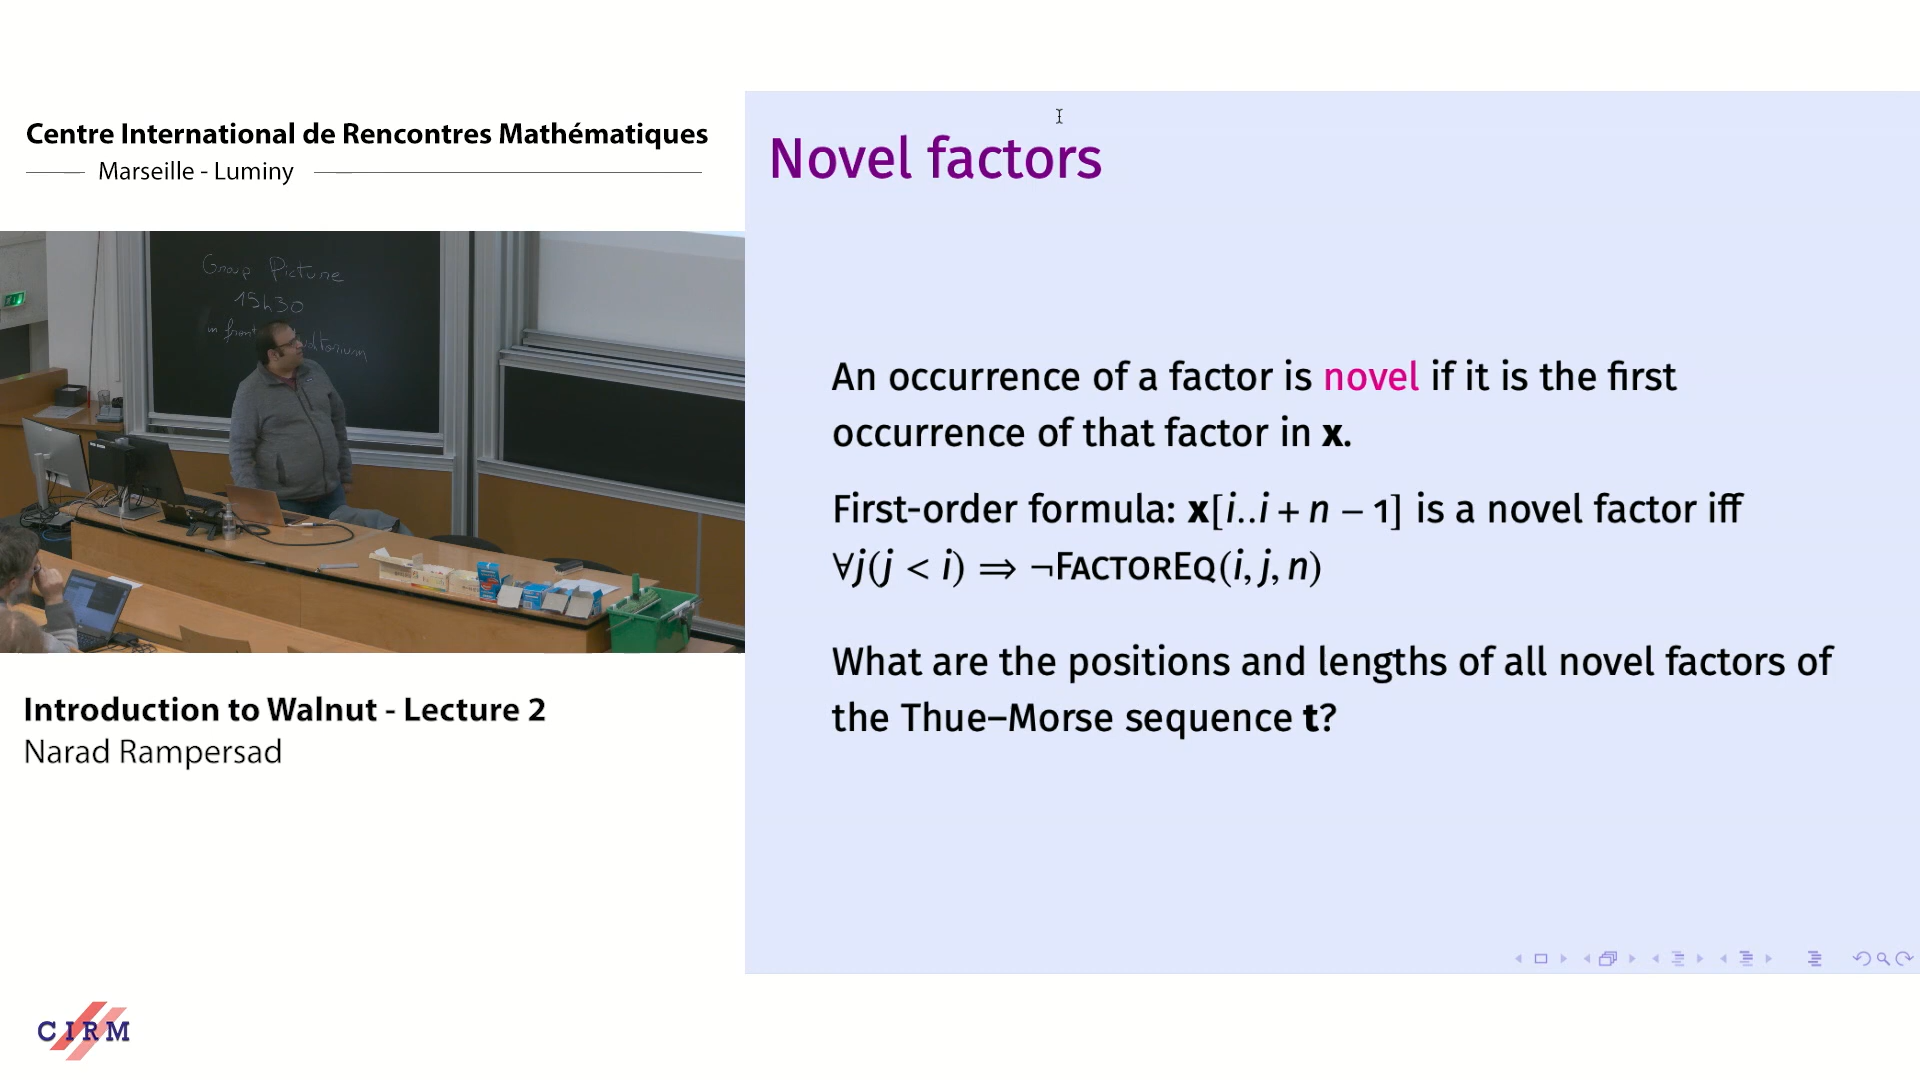 Centre International de Rencontres Mathématiques
Marseille - Luminy
Group Picture
15h30
in front
Introduction to Walnut - Lecture 2
Narad Rampersad
CIRM
Novel factors
An occurrence of a factor is novel if it is the first
occurrence of that factor in x.
First-order formula: x[i..i + n − 1] is a novel factor iff
∀j(j < i) ⇒ ¬FACTOREQ(i, j, n)
What are the positions and lengths of all novel factors of
the Thue–Morse sequence t?